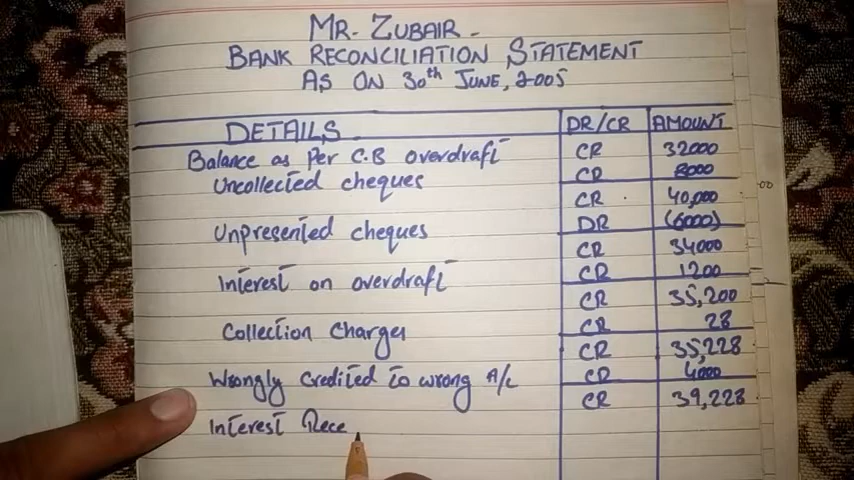 MR. ZUBAIR.
BANK RECONCILIATION STATEMENT
AS ON 30th JUNE, 2005
DETAILS DR/CR AMOUNT
Balance as Per C.B overdraft CR 32000
Uncollected cheques CR 8000
CR 40,000
Unpresented cheques DR (6000)
CR 34000
Interest on overdraft CR 1200
CR 35,200
Collection Charges CR 28
CR 35,228
Wrongly Credited to wrong A/c CR 4000
CR 39,228
Interest Rece